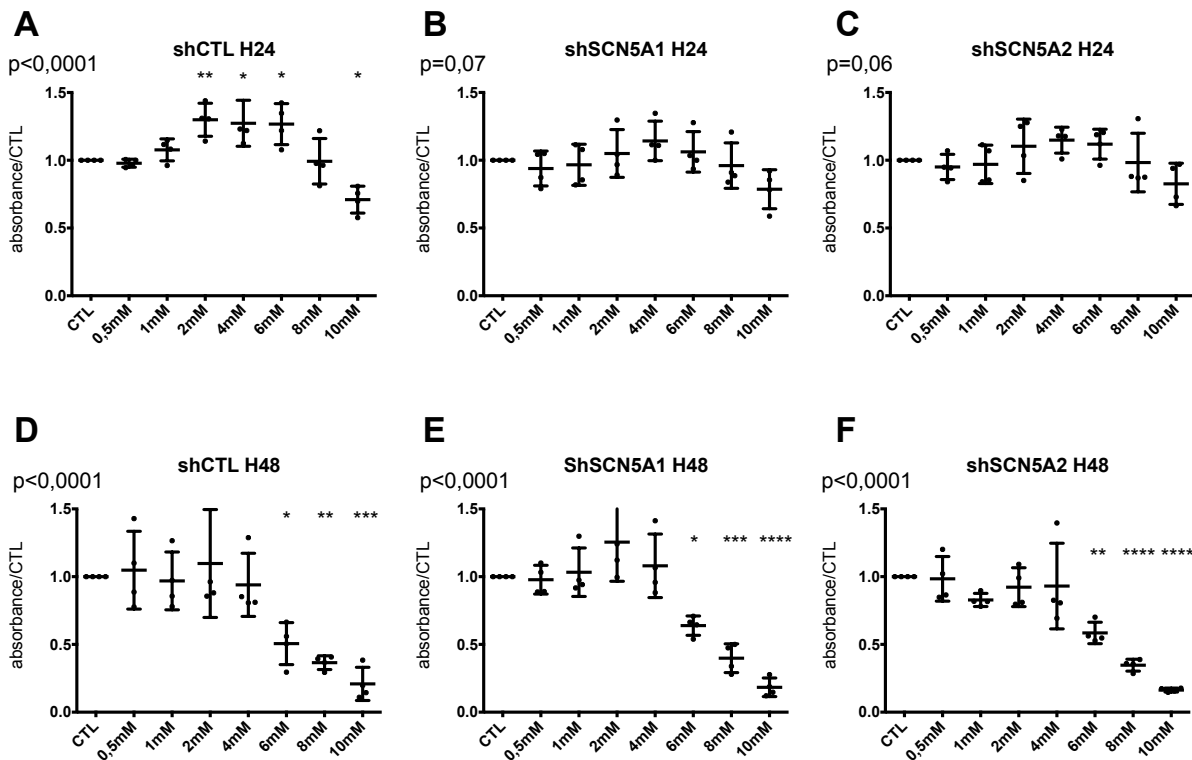 A
shCTL H24
p<0,0001
** * * *
absorbance/CTL
1.5
1.0
0.5
0.0
CTL 0,5mM 1mM 2mM 4mM 6mM 8mM 10mM
B
shSCN5A1 H24
p=0,07
absorbance/CTL
1.5
1.0
0.5
0.0
CTL 0,5mM 1mM 2mM 4mM 6mM 8mM 10mM
C
shSCN5A2 H24
p=0,06
absorbance/CTL
1.5
1.0
0.5
0.0
CTL 0,5mM 1mM 2mM 4mM 6mM 8mM 10mM
D
shCTL H48
p<0,0001
* ** ***
absorbance/CTL
1.5
1.0
0.5
0.0
CTL 0,5mM 1mM 2mM 4mM 6mM 8mM 10mM
E
ShSCN5A1 H48
p<0,0001
* *** ****
absorbance/CTL
1.5
1.0
0.5
0.0
CTL 0,5mM 1mM 2mM 4mM 6mM 8mM 10mM
F
shSCN5A2 H48
p<0,0001
** **** ****
absorbance/CTL
1.5
1.0
0.5
0.0
CTL 0,5mM 1mM 2mM 4mM 6mM 8mM 10mM